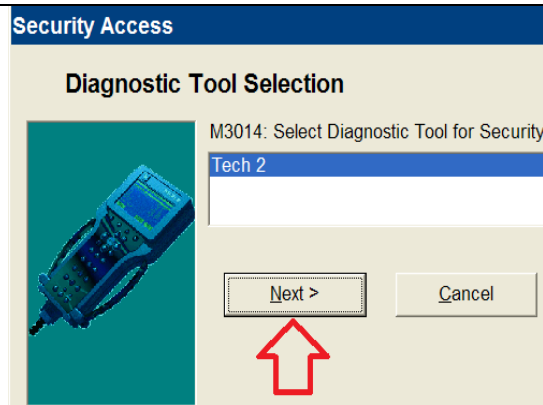 Security Access
Diagnostic Tool Selection
M3014: Select Diagnostic Tool for Security
Tech 2
Next >
Cancel